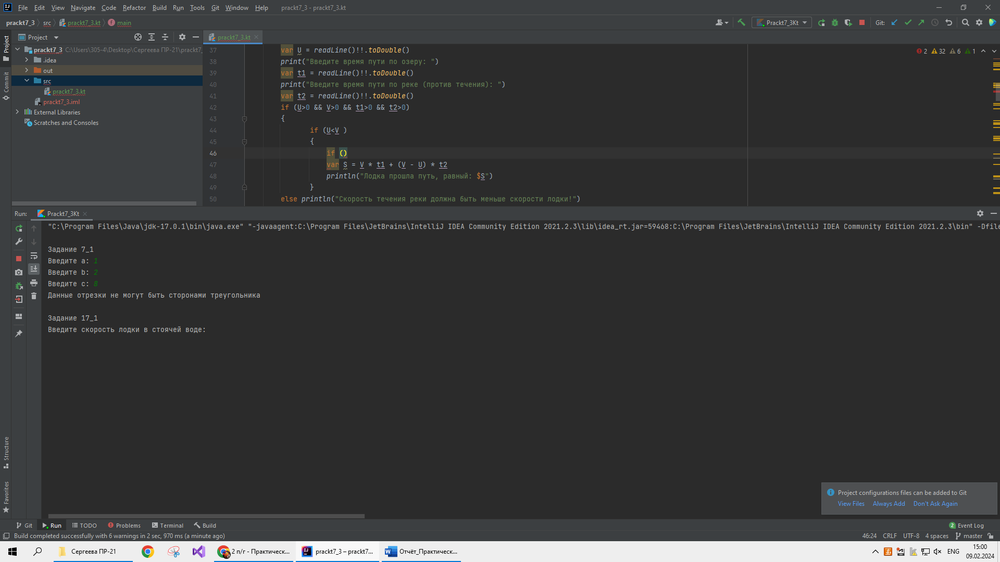 File Edit View Navigate Code Refactor Build Run Tools Git Window Help prackt7_3 - prackt7_3.kt
prackt7_3 src prackt7_3.kt main
Prackt7_3Kt
Git:
Project
prackt7_3.kt
Project
Commit
prackt7_3 C:\Users\305-4\Desktop\Сергеева ПР-21\prackt7_
.idea
out
src
prackt7_3.kt
prackt7_3.iml
External Libraries
Scratches and Consoles
2 32 6 1
37 var U = readLine()!!.toDouble()
38 print("Введите время пути по озеру: ")
39 var t1 = readLine()!!.toDouble()
40 print("Введите время пути по реке (против течения): ")
41 var t2 = readLine()!!.toDouble()
42 if (U>0 && V>0 && t1>0 && t2>0)
43 {
44 if (U<V )
45 {
46 if ()
47 var S = V * t1 + (V - U) * t2
48 println("Лодка прошла путь, равный: $S")
49 }
50 else println("Скорость течения реки должна быть меньше скорости лодки!")
Run: Prackt7_3Kt
"C:\Program Files\Java\jdk-17.0.1\bin\java.exe" "-javaagent:C:\Program Files\JetBrains\IntelliJ IDEA Community Edition 2021.2.3\lib\idea_rt.jar=59468:C:\Program Files\JetBrains\IntelliJ IDEA Community Edition 2021.2.3\bin" -Dfile
Задание 7_1
Введите a: 1
Введите b: 2
Введите c: 8
Данные отрезки не могут быть сторонами треугольника
Задание 17_1
Введите скорость лодки в стоячей воде:
Structure
Favorites
Project configurations files can be added to Git
View Files Always Add Don't Ask Again
Git Run TODO Problems Terminal Build
2 Event Log
Build completed successfully with 6 warnings in 2 sec, 970 ms (a minute ago)
46:24 CRLF UTF-8 4 spaces master
Сергеева ПР-21
2 п/г - Практическ...
prackt7_3 – prackt7...
Отчёт_Практическ...
ENG
15:00
09.02.2024